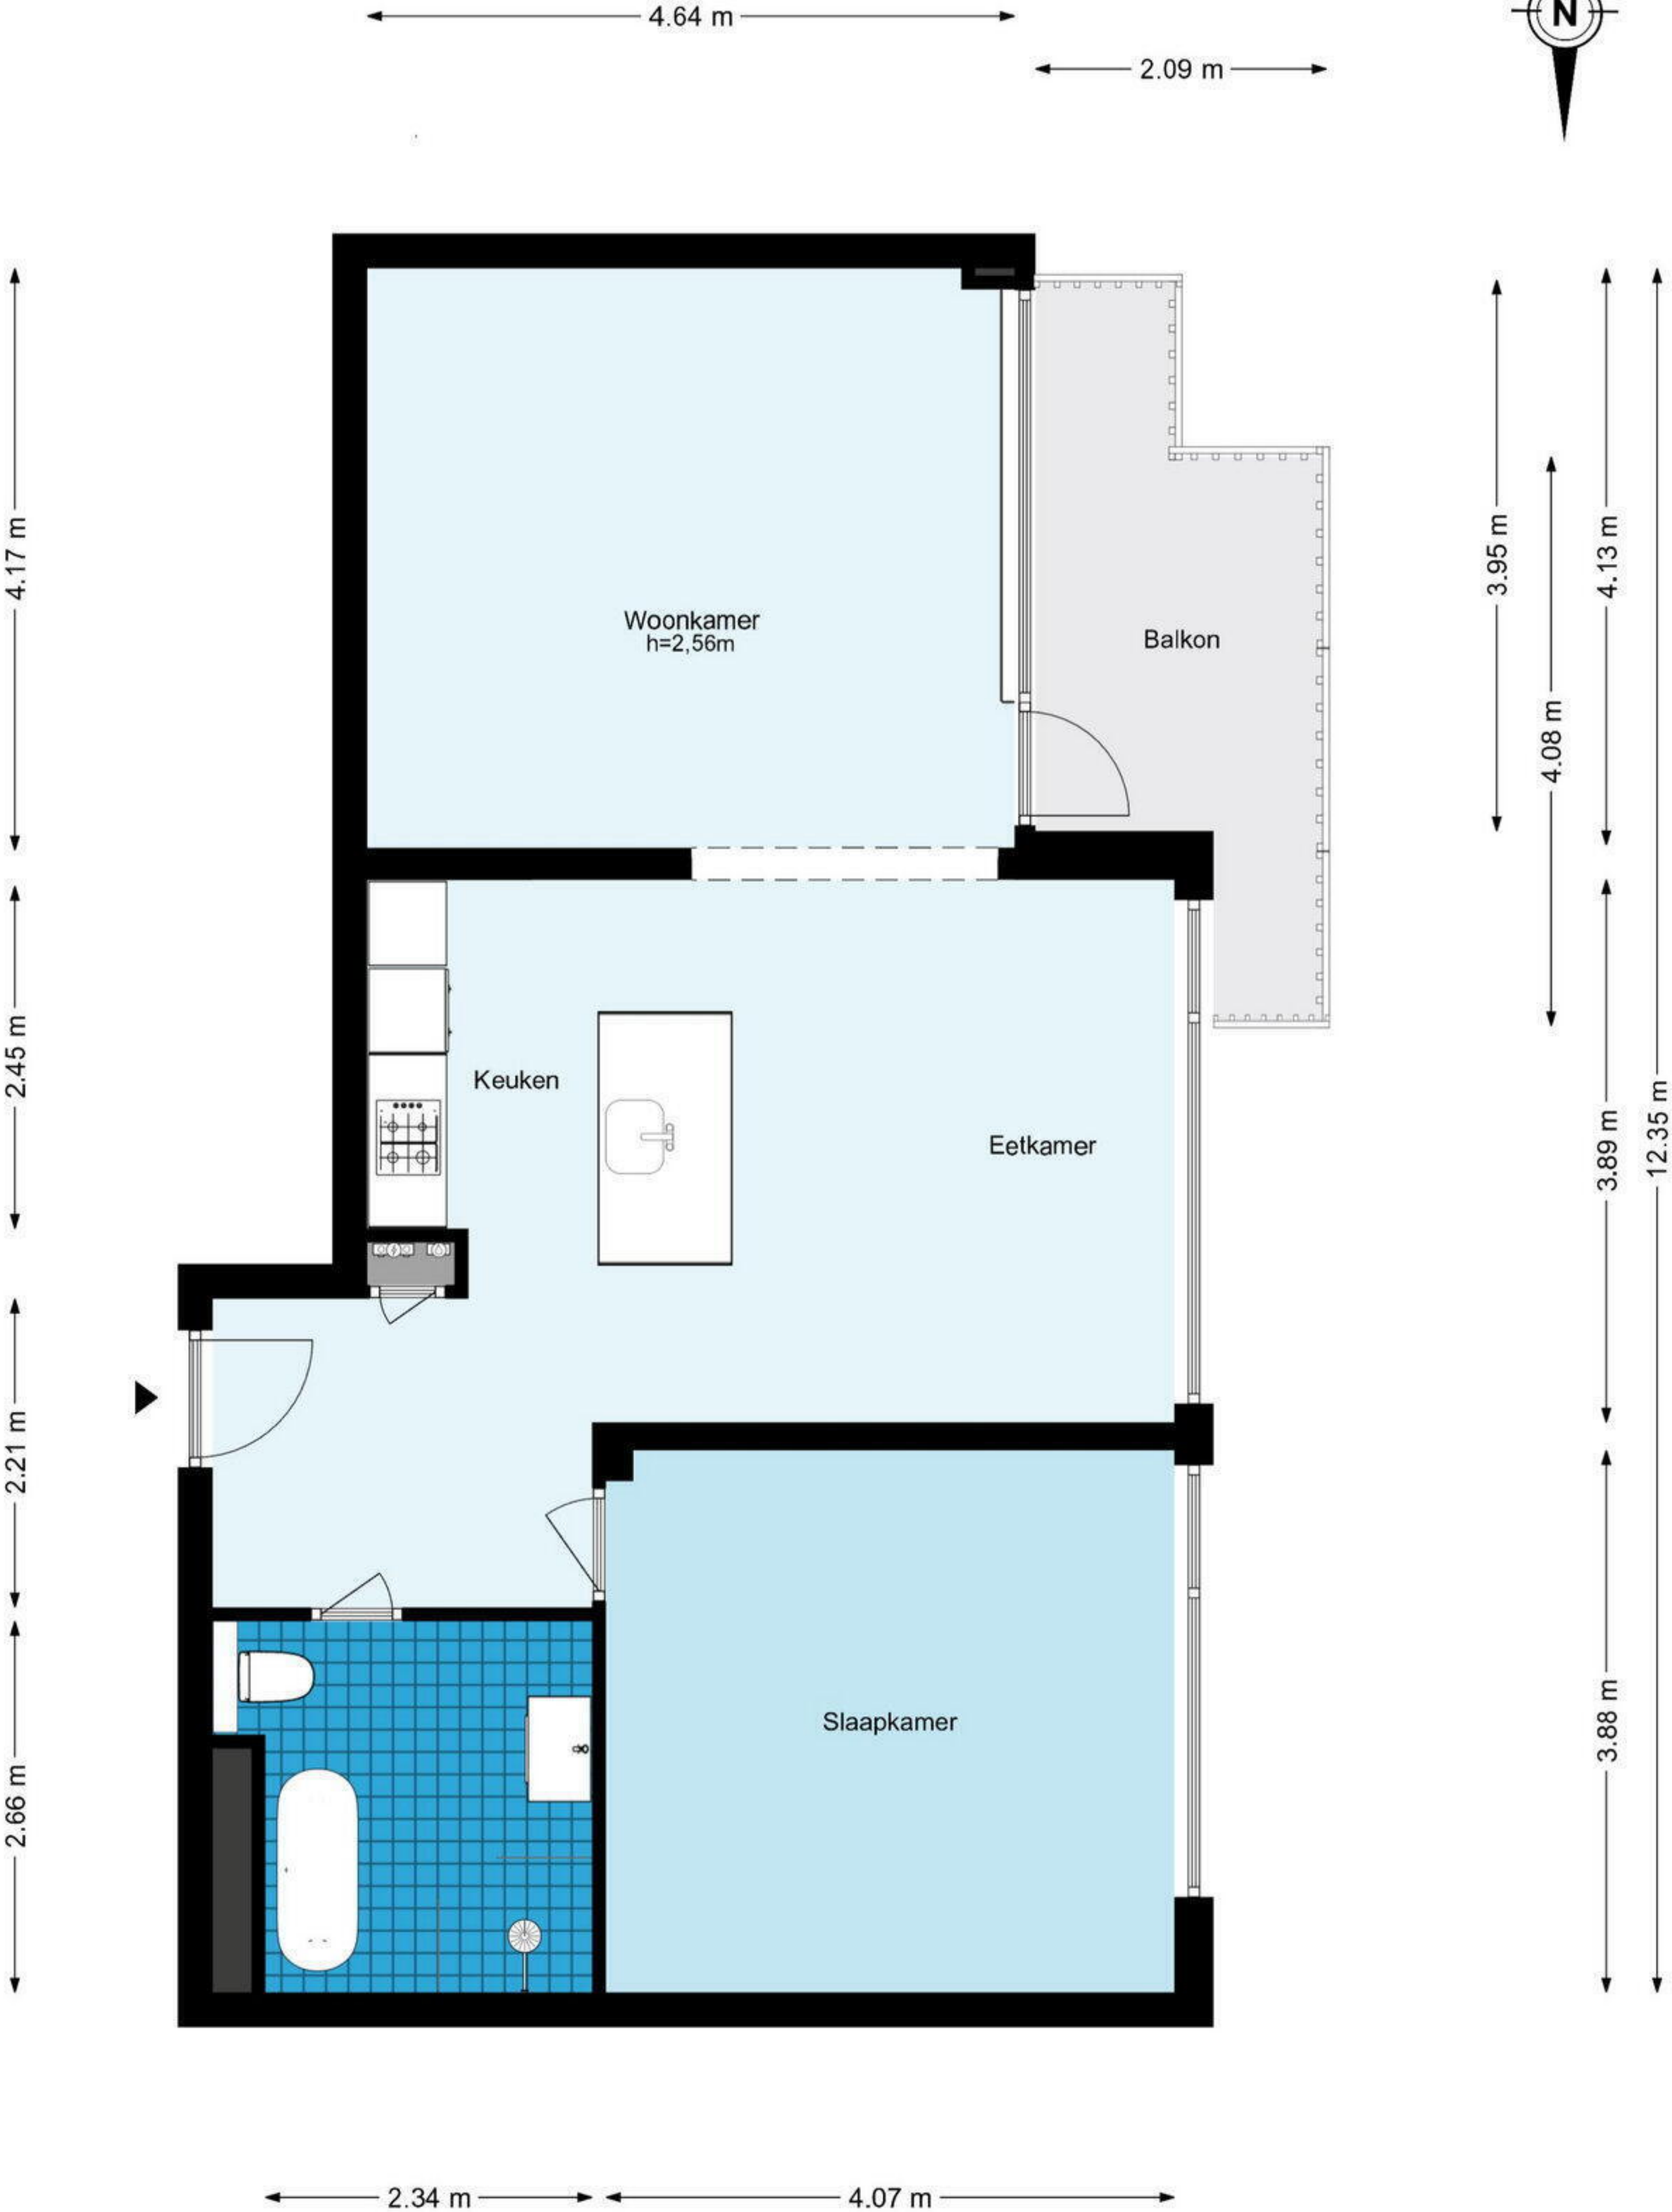 4.64 m
N
2.09 m
4.17 m
3.95 m
4.13 m
Woonkamer
h=2,56m
Balkon
4.08 m
2.45 m
Keuken
Eetkamer
3.89 m
12.35 m
2.21 m
Slaapkamer
3.88 m
2.66 m
2.34 m
4.07 m